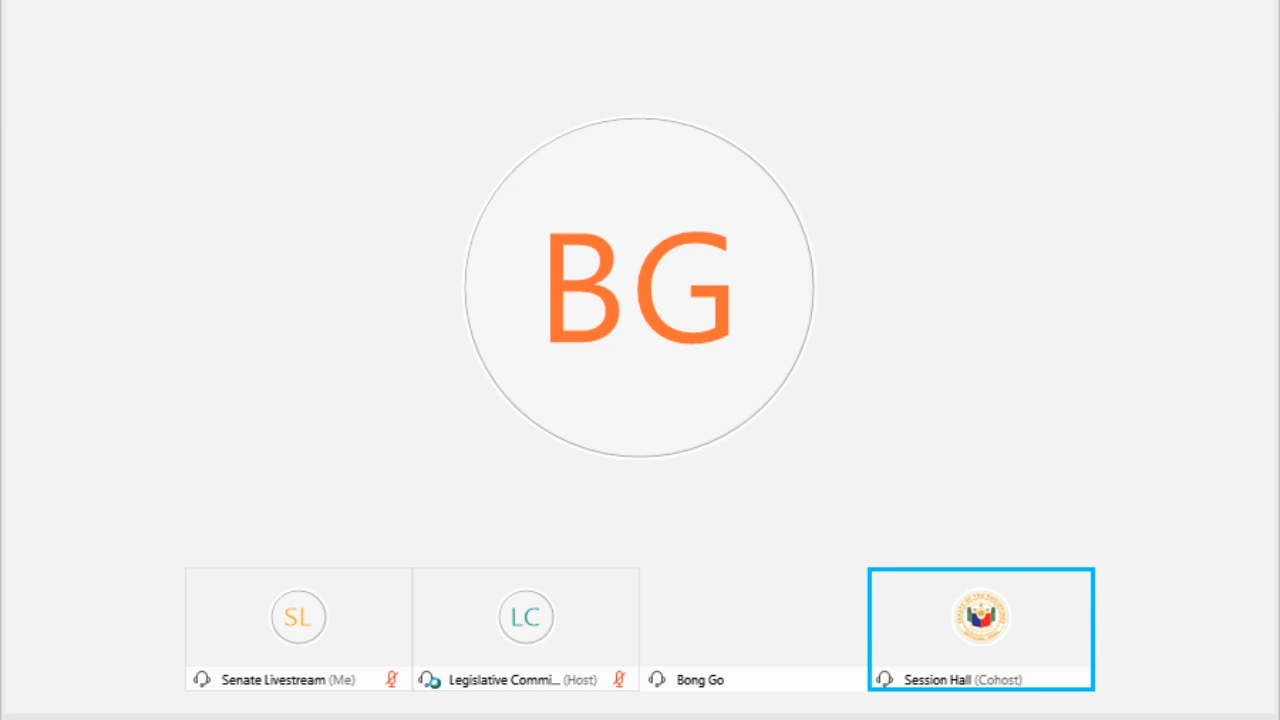 BG
SL
LC
Senate Livestream (Me)
Legislative Commi... (Host)
Bong Go
Session Hall (Cohost)